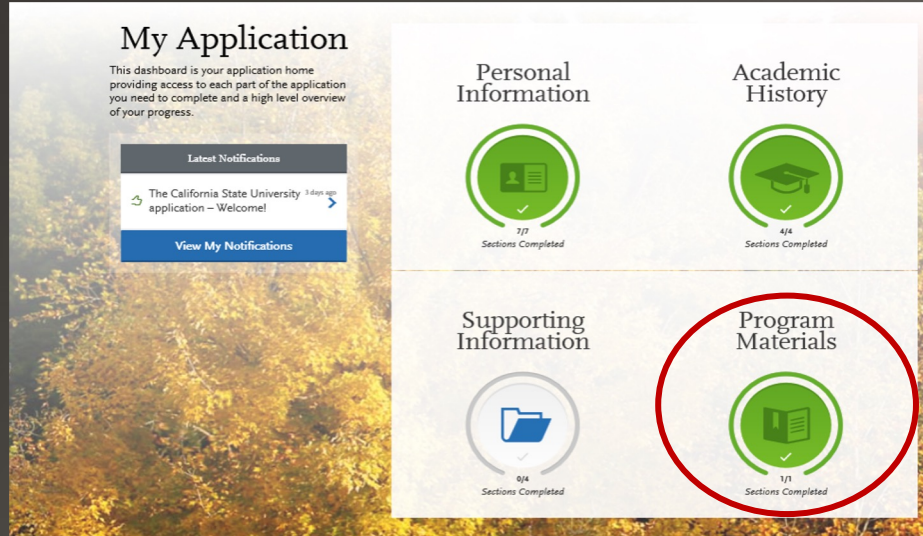 My Application
This dashboard is your application home
providing access to each part of the application
you need to complete and a high level overview
of your progress.
Latest Notifications
The California State University 3 days ago
application – Welcome!
View My Notifications
Personal
Information
7/7
Sections Completed
Academic
History
4/4
Sections Completed
Supporting
Information
0/4
Sections Completed
Program
Materials
1/1
Sections Completed